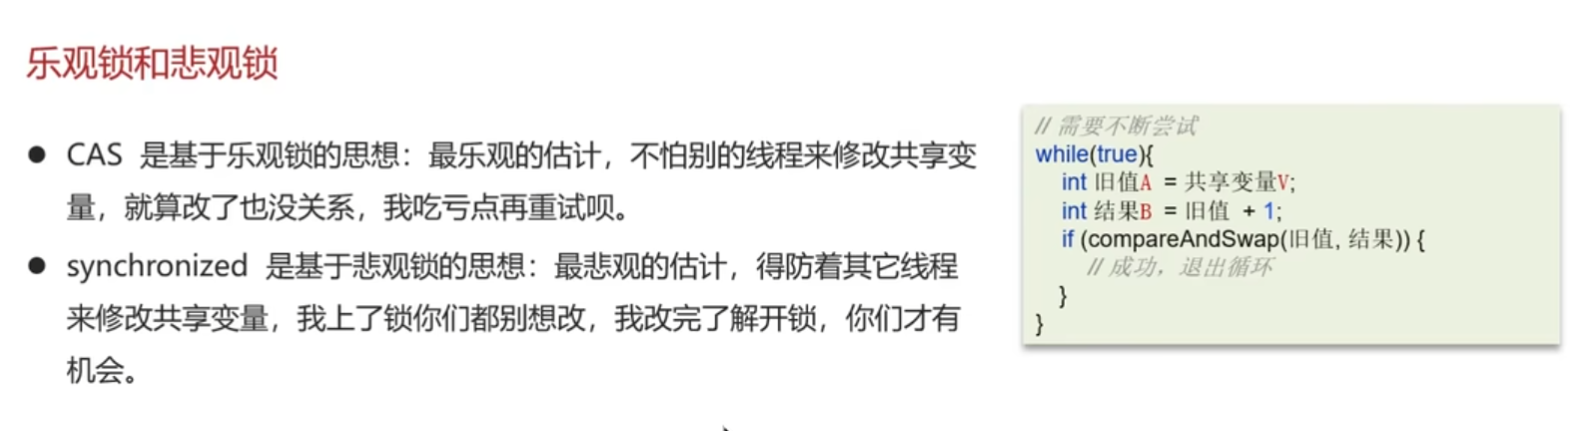 乐观锁和悲观锁
● CAS 是基于乐观锁的思想：最乐观的估计，不怕别的线程来修改共享变
量，就算改了也没关系，我吃亏点再重试呗。
● synchronized 是基于悲观锁的思想：最悲观的估计，得防着其它线程
来修改共享变量，我上了锁你们都别想改，我改完了解开锁，你们才有
机会。
// 需要不断尝试
while(true){
int 旧值A = 共享变量V;
int 结果B = 旧值 + 1;
if (compareAndSwap(旧值, 结果)) {
// 成功，退出循环
}
}